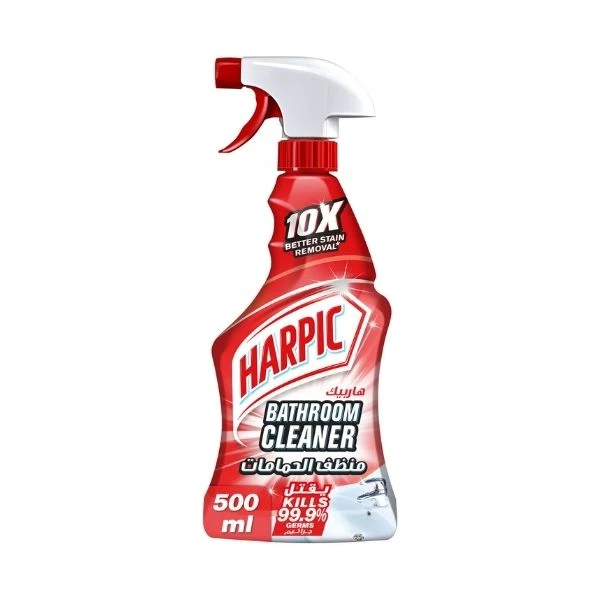 10X
BETTER STAIN
REMOVAL*
HARPIC
هاربيك
BATHROOM
CLEANER
منظف الحمامات
يقتل
KILLS
99.9%
GERMS
جراثيم
500
ml